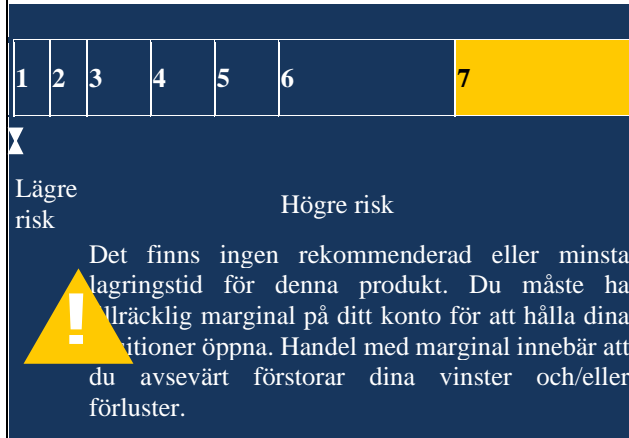 1 2 3 4 5 6 7
Lägre
risk
Högre risk
Det finns ingen rekommenderad eller minsta
lagringstid för denna produkt. Du måste ha
marginal på ditt konto för att hålla dina
öppna. Handel med marginal innebär att
du avsevärt förstorar dina vinster och/eller
förluster.